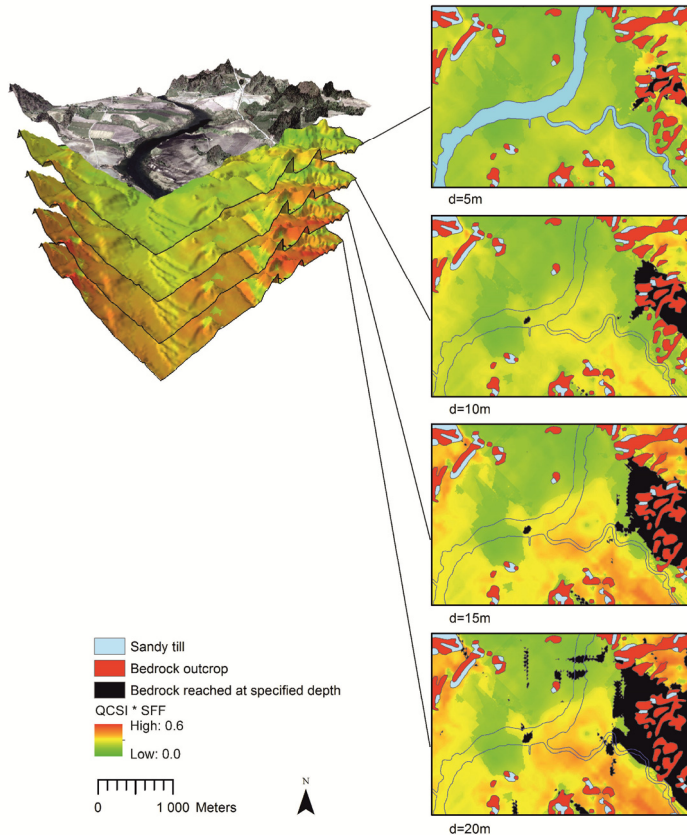 d=5m
d=10m
d=15m
d=20m
Sandy till
Bedrock outcrop
Bedrock reached at specified depth
QCSI * SFF
High: 0.6
Low: 0.0
0 1 000 Meters
N